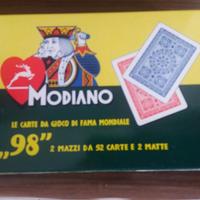 MODIANO
LE CARTE DA GIOCO DI FAMA MONDIALE
„98"
2 MAZZI DA 52 CARTE E 2 MATTE